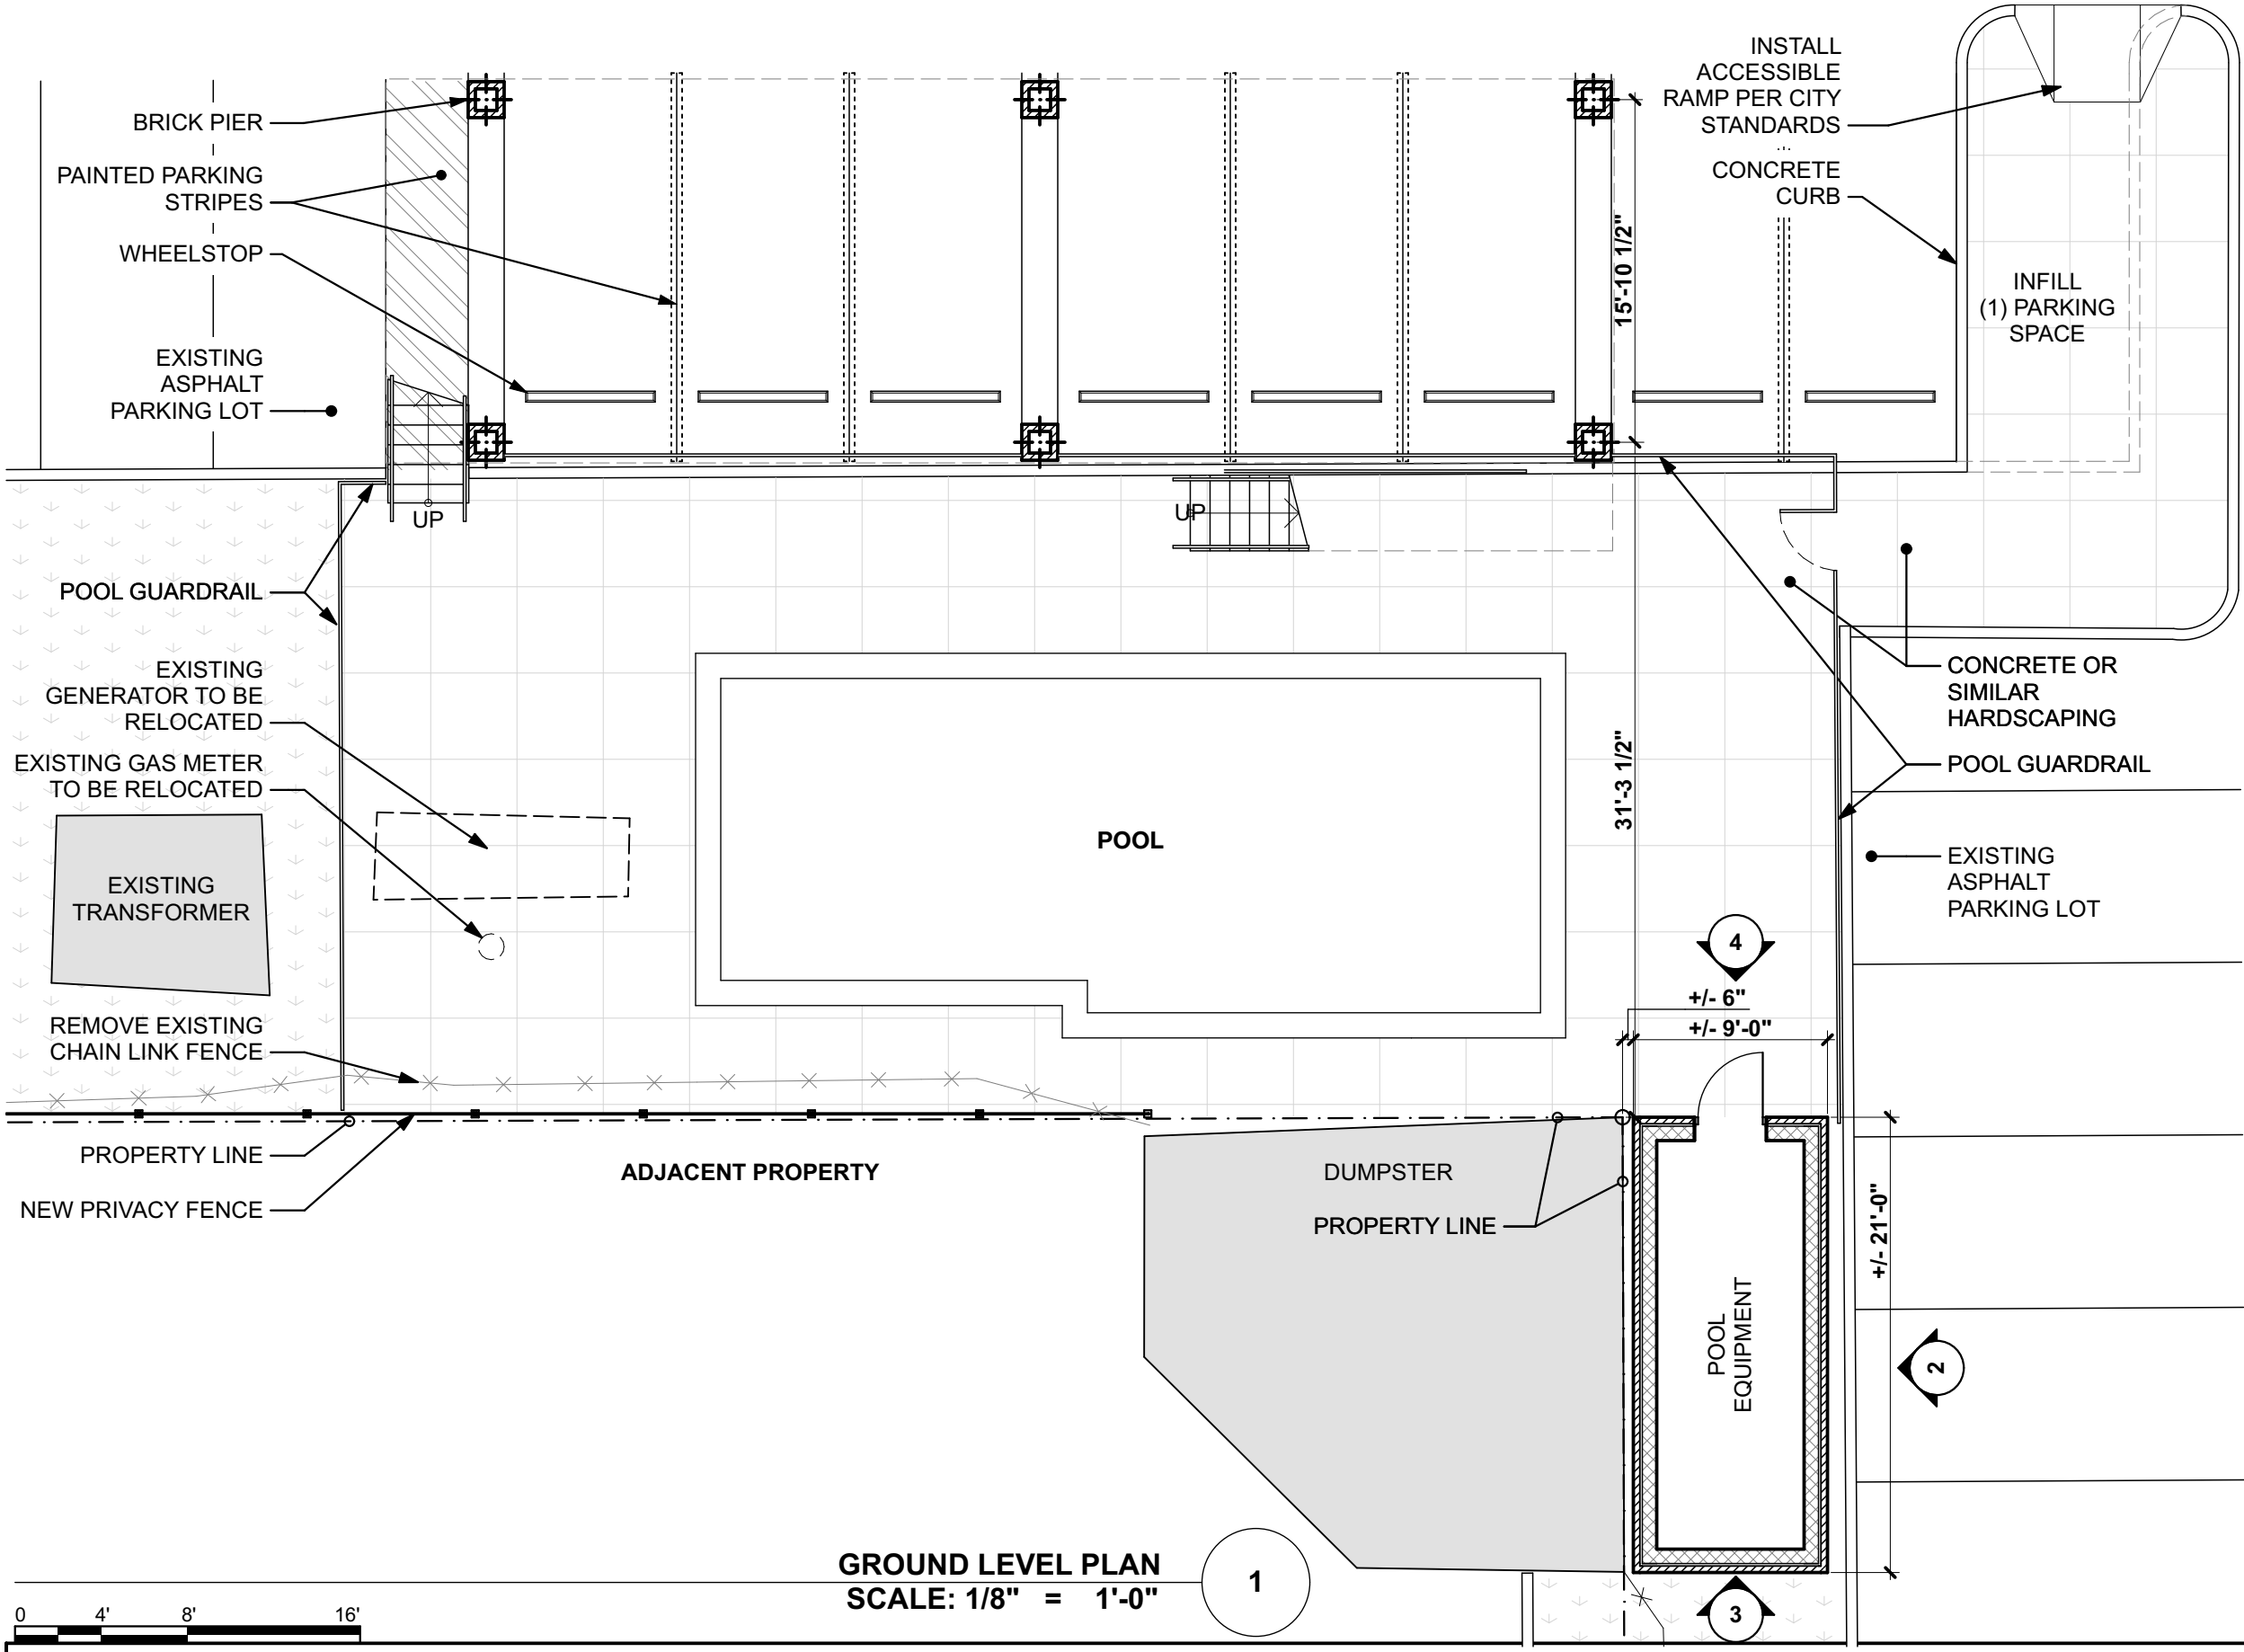 BRICK PIER
PAINTED PARKING
STRIPES
WHEELSTOP
EXISTING
ASPHALT
PARKING LOT
POOL GUARDRAIL
EXISTING
GENERATOR TO BE
RELOCATED
EXISTING GAS METER
TO BE RELOCATED
EXISTING
TRANSFORMER
REMOVE EXISTING
CHAIN LINK FENCE
PROPERTY LINE
NEW PRIVACY FENCE
UP
UP
15'-10 1/2"
INSTALL
ACCESSIBLE
RAMP PER CITY
STANDARDS
CONCRETE
CURB
INFILL
(1) PARKING
SPACE
CONCRETE OR
SIMILAR
HARDSCAPING
POOL GUARDRAIL
31'-3 1/2"
POOL
EXISTING
ASPHALT
PARKING LOT
4
+/- 6"
+/- 9'-0"
ADJACENT PROPERTY
DUMPSTER
PROPERTY LINE
+/- 21'-0"
POOL
EQUIPMENT
2
3
GROUND LEVEL PLAN
SCALE: 1/8" = 1'-0"
1
0 4' 8' 16'